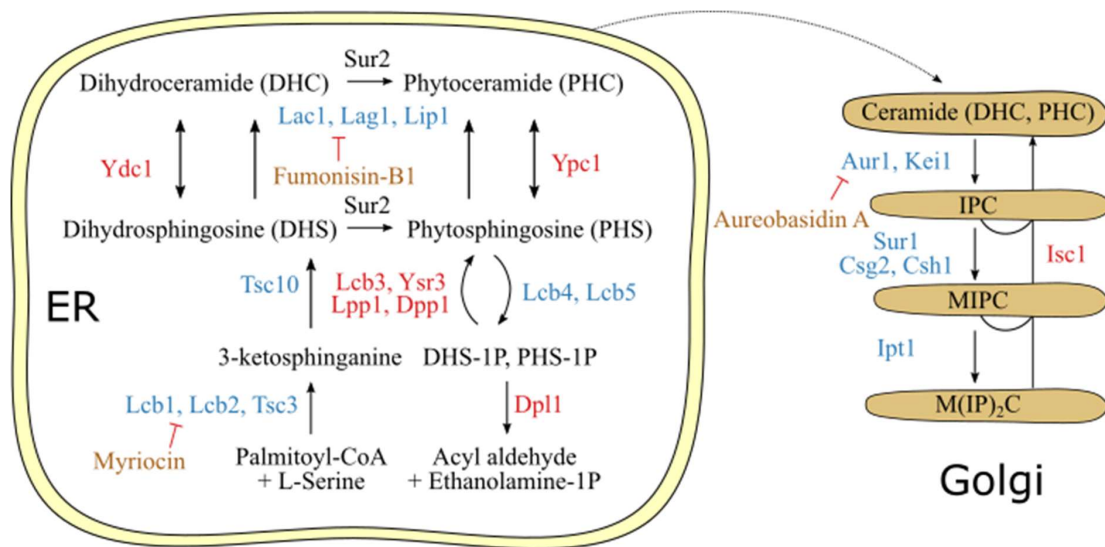 Sur2
Dihydroceramide (DHC)
Phytoceramide (PHC)
Lac1, Lag1, Lip1
Ydc1
Fumonisin-B1
Ypc1
Sur2
Dihydrosphingosine (DHS)
Phytosphingosine (PHS)
Tsc10
Lcb3, Ysr3
Lpp1, Dpp1
Lcb4, Lcb5
ER
3-ketosphinganine
DHS-1P, PHS-1P
Lcb1, Lcb2, Tsc3
Dpl1
Myriocin
Palmitoyl-CoA
+ L-Serine
Acyl aldehyde
+ Ethanolamine-1P
Ceramide (DHC, PHC)
Aur1, Kei1
Aureobasidin A
IPC
Sur1
Csg2, Csh1
Isc1
MIPC
Ipt1
M(IP)₂C
Golgi